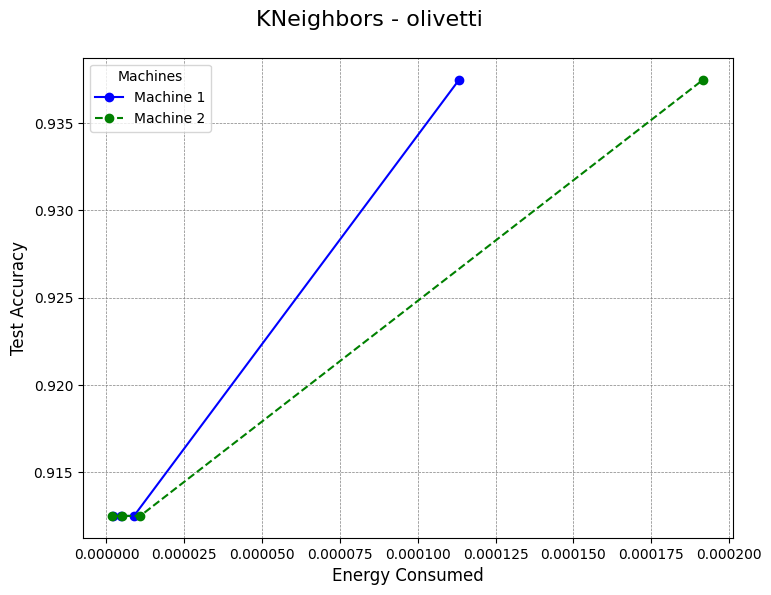 KNeighbors - olivetti
Machines
Machine 1
Machine 2
Test Accuracy
0.935
0.930
0.925
0.920
0.915
0.000000 0.000025 0.000050 0.000075 0.000100 0.000125 0.000150 0.000175 0.000200
Energy Consumed